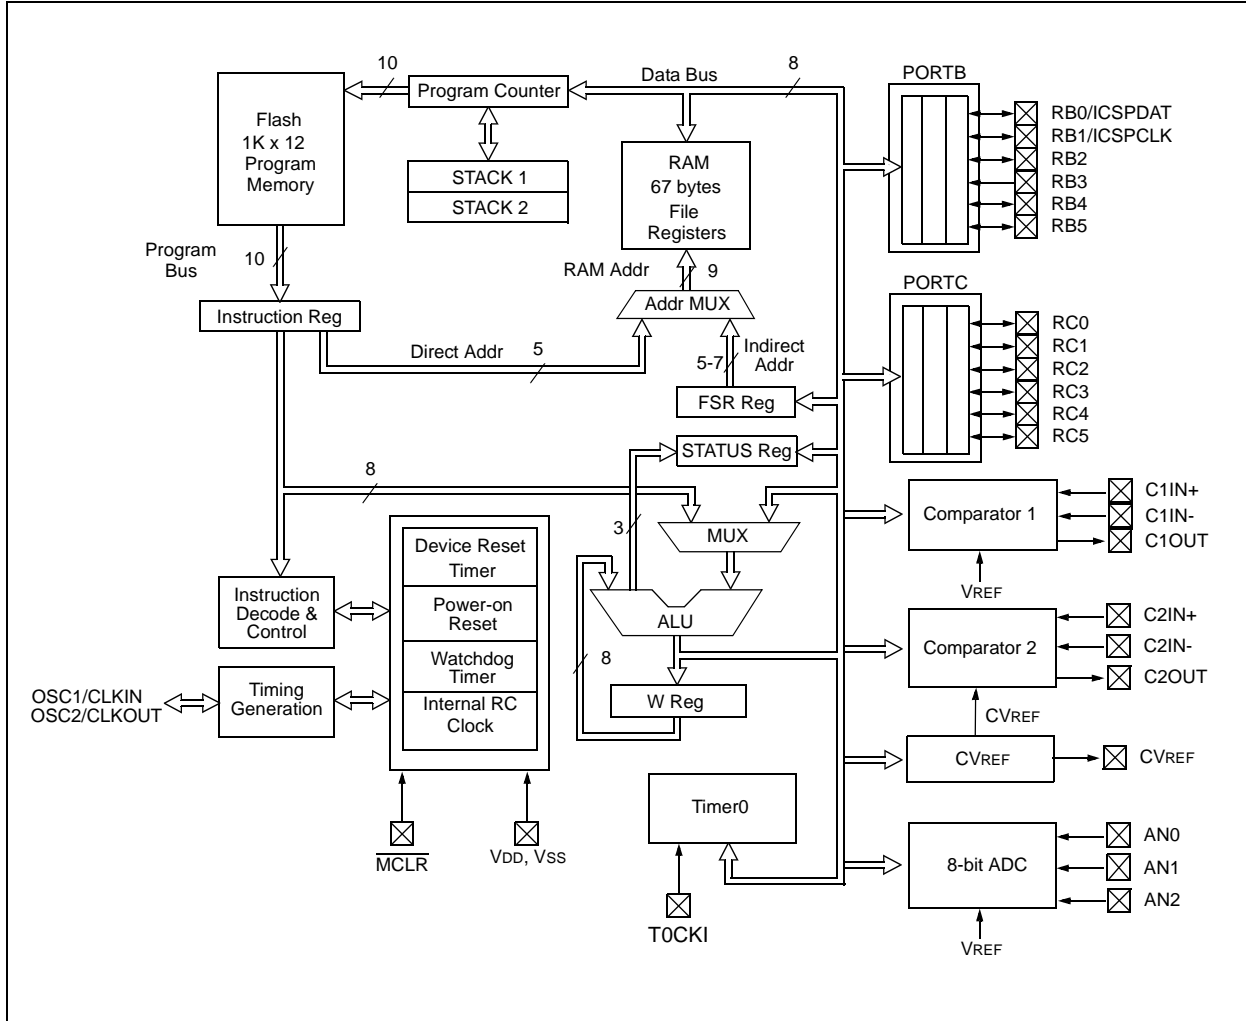 10
Data Bus
8
PORTB
Program Counter
Flash
1K x 12
Program
Memory
STACK 1
STACK 2
RAM
67 bytes
File
Registers
RB0/ICSPDAT
RB1/ICSPCLK
RB2
RB3
RB4
RB5
Program
Bus
10
RAM Addr
9
PORTC
Instruction Reg
Addr MUX
Direct Addr
5
5-7
Indirect
Addr
FSR Reg
RC0
RC1
RC2
RC3
RC4
RC5
STATUS Reg
8
3
MUX
Comparator 1
C1IN+
C1IN-
C1OUT
VREF
Device Reset
Timer
Power-on
Reset
Watchdog
Timer
Internal RC
Clock
Instruction
Decode &
Control
ALU
8
W Reg
Comparator 2
C2IN+
C2IN-
C2OUT
CVREF
OSC1/CLKIN
OSC2/CLKOUT
Timing
Generation
CVREF
CVREF
MCLR
VDD, VSS
Timer0
T0CKI
8-bit ADC
AN0
AN1
AN2
VREF